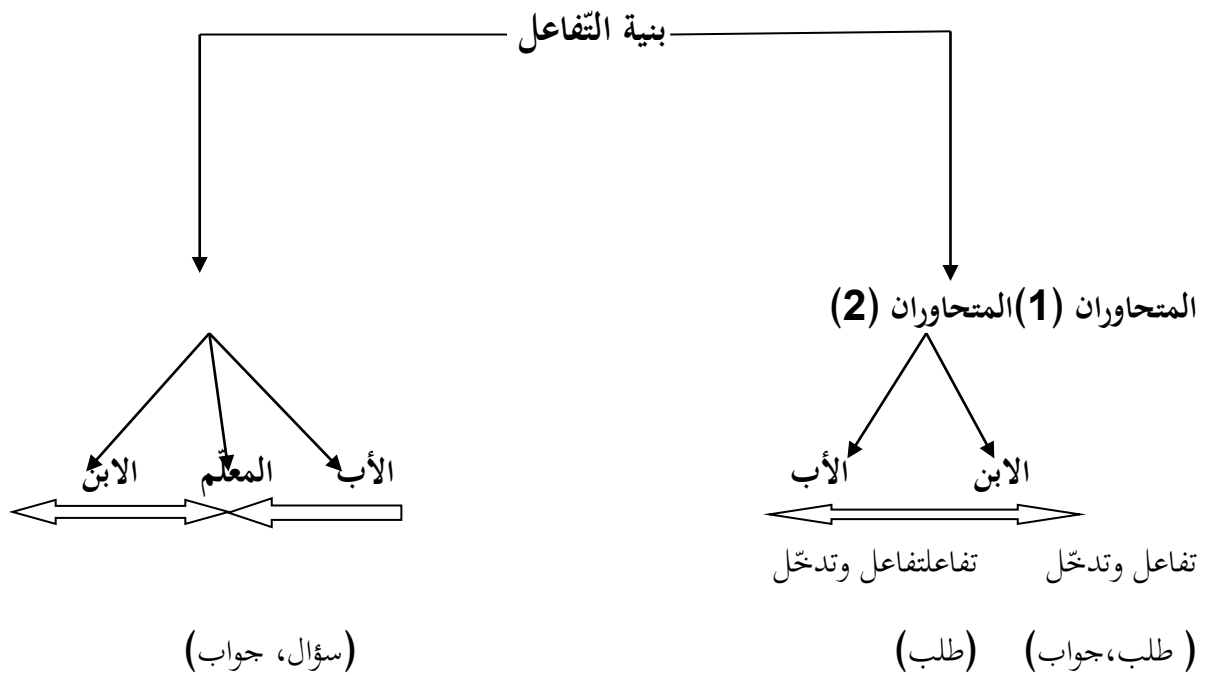 بنية التّفاعل
المتحاوران (1)المتحاوران (2)
الابن الأب الأب المعلّم الابن
تفاعل وتدخّل تفاعلتفاعل وتدخّل
( طلب،جواب) (طلب) (سؤال، جواب)